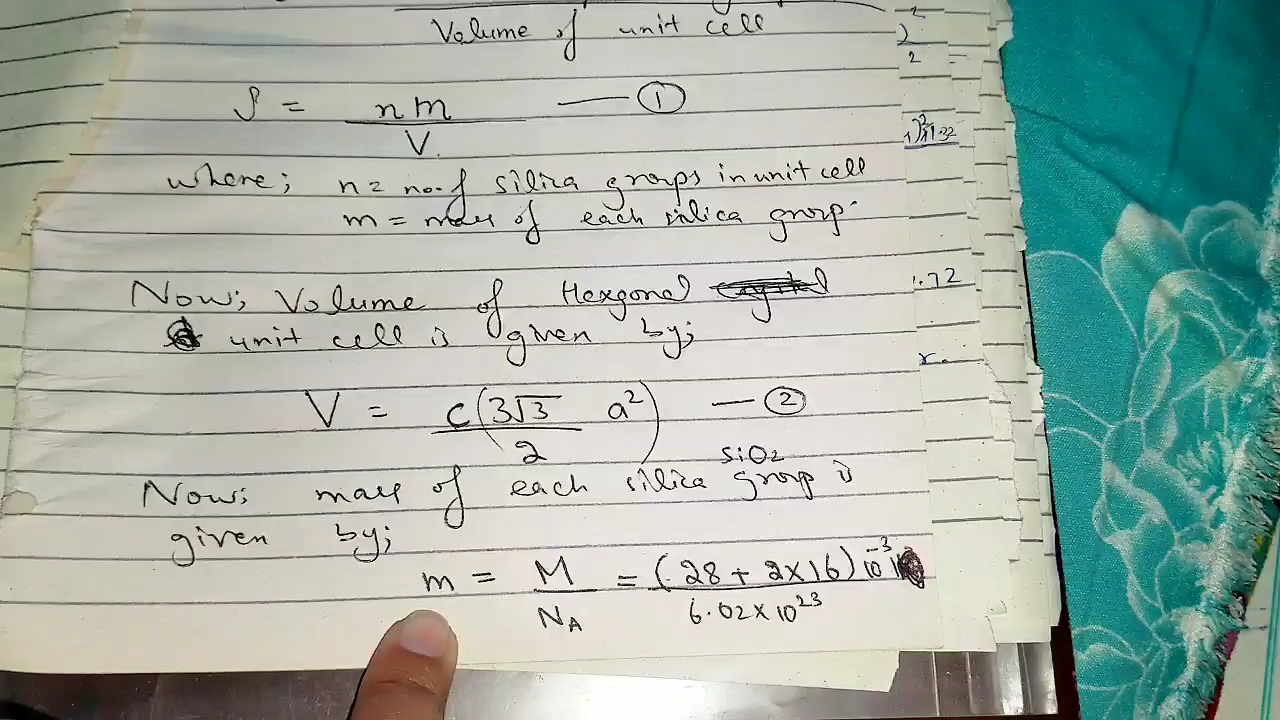 Volume of unit cell
ρ = nm / V — ①
where; n = no. of silica groups in unit cell
m = mass of each silica group.
Now; Volume of Hexgonal
unit cell is given by;
V = c(3√3 / 2 a²) — ②
SiO₂
Now; mass of each silica group is
given by;
m = M / N_A = (28 + 2×16) 10⁻³ / 6.02×10²³
.72